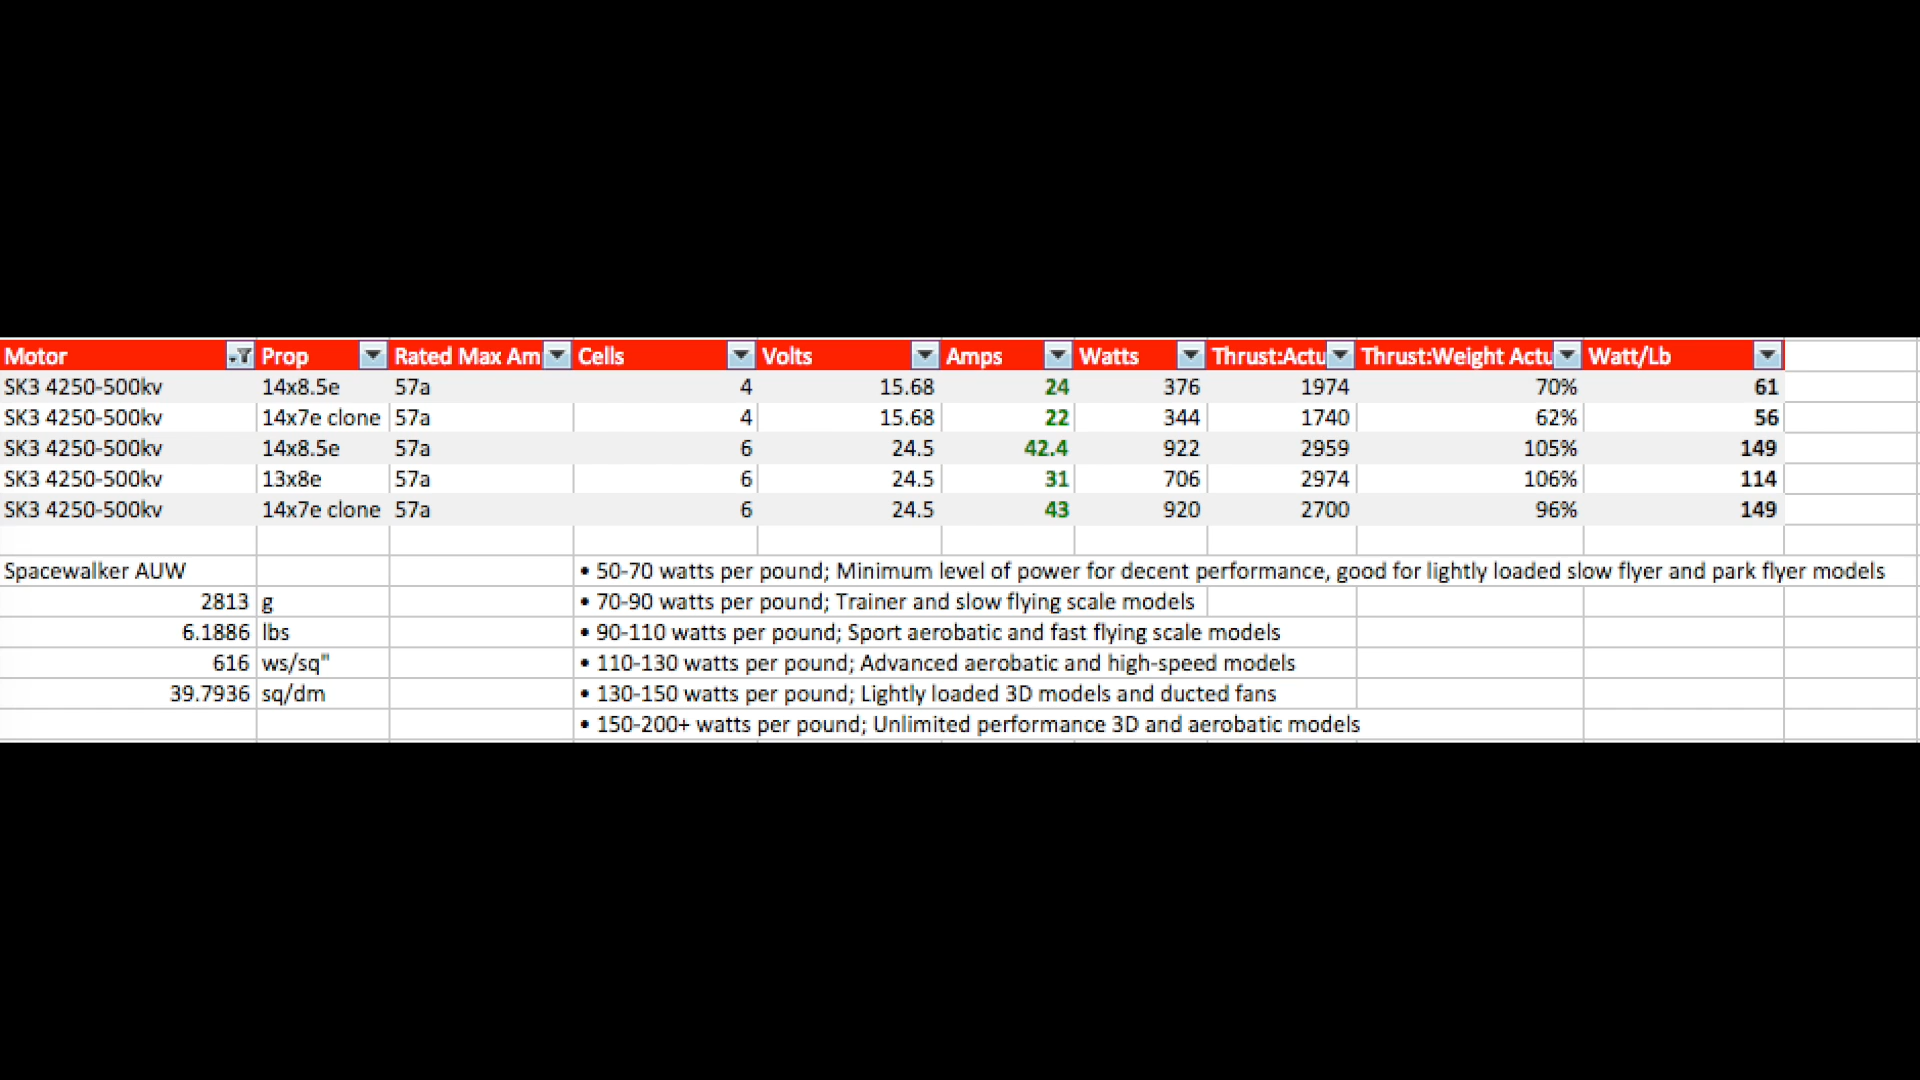 Motor Prop Rated Max Am Cells Volts Amps Watts Thrust:Actu Thrust:Weight Actu Watt/Lb
SK3 4250-500kv 14x8.5e 57a 4 15.68 24 376 1974 70% 61
SK3 4250-500kv 14x7e clone 57a 4 15.68 22 344 1740 62% 56
SK3 4250-500kv 14x8.5e 57a 6 24.5 42.4 922 2959 105% 149
SK3 4250-500kv 13x8e 57a 6 24.5 31 706 2974 106% 114
SK3 4250-500kv 14x7e clone 57a 6 24.5 43 920 2700 96% 149
Spacewalker AUW • 50-70 watts per pound; Minimum level of power for decent performance, good for lightly loaded slow flyer and park flyer models
2813 g • 70-90 watts per pound; Trainer and slow flying scale models
6.1886 lbs • 90-110 watts per pound; Sport aerobatic and fast flying scale models
616 ws/sq" • 110-130 watts per pound; Advanced aerobatic and high-speed models
39.7936 sq/dm • 130-150 watts per pound; Lightly loaded 3D models and ducted fans
• 150-200+ watts per pound; Unlimited performance 3D and aerobatic models